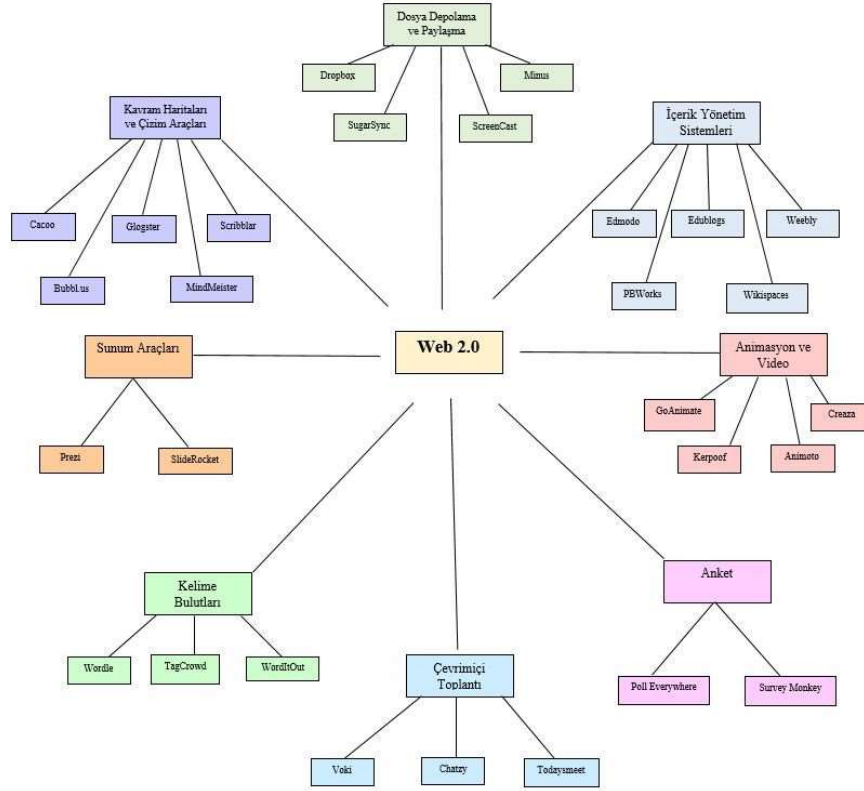 Dosya Depolama
ve Paylaşma
Dropbox
Minus
SugarSync
ScreenCast
Kavram Haritaları
ve Çizim Araçları
Cacoo
Glogster
Scribblar
Bubbl.us
MindMeister
İçerik Yönetim
Sistemleri
Edmodo
Edublogs
Weebly
PBWorks
Wikispaces
Web 2.0
Sunum Araçları
Prezi
SlideRocket
Animasyon ve
Video
GoAnimate
Creaza
Kerpoof
Animoto
Kelime
Bulutları
Wordle
TagCrowd
WordItOut
Çevrimiçi
Toplantı
Voki
Chatzy
Todaysmeet
Anket
Poll Everywhere
Survey Monkey